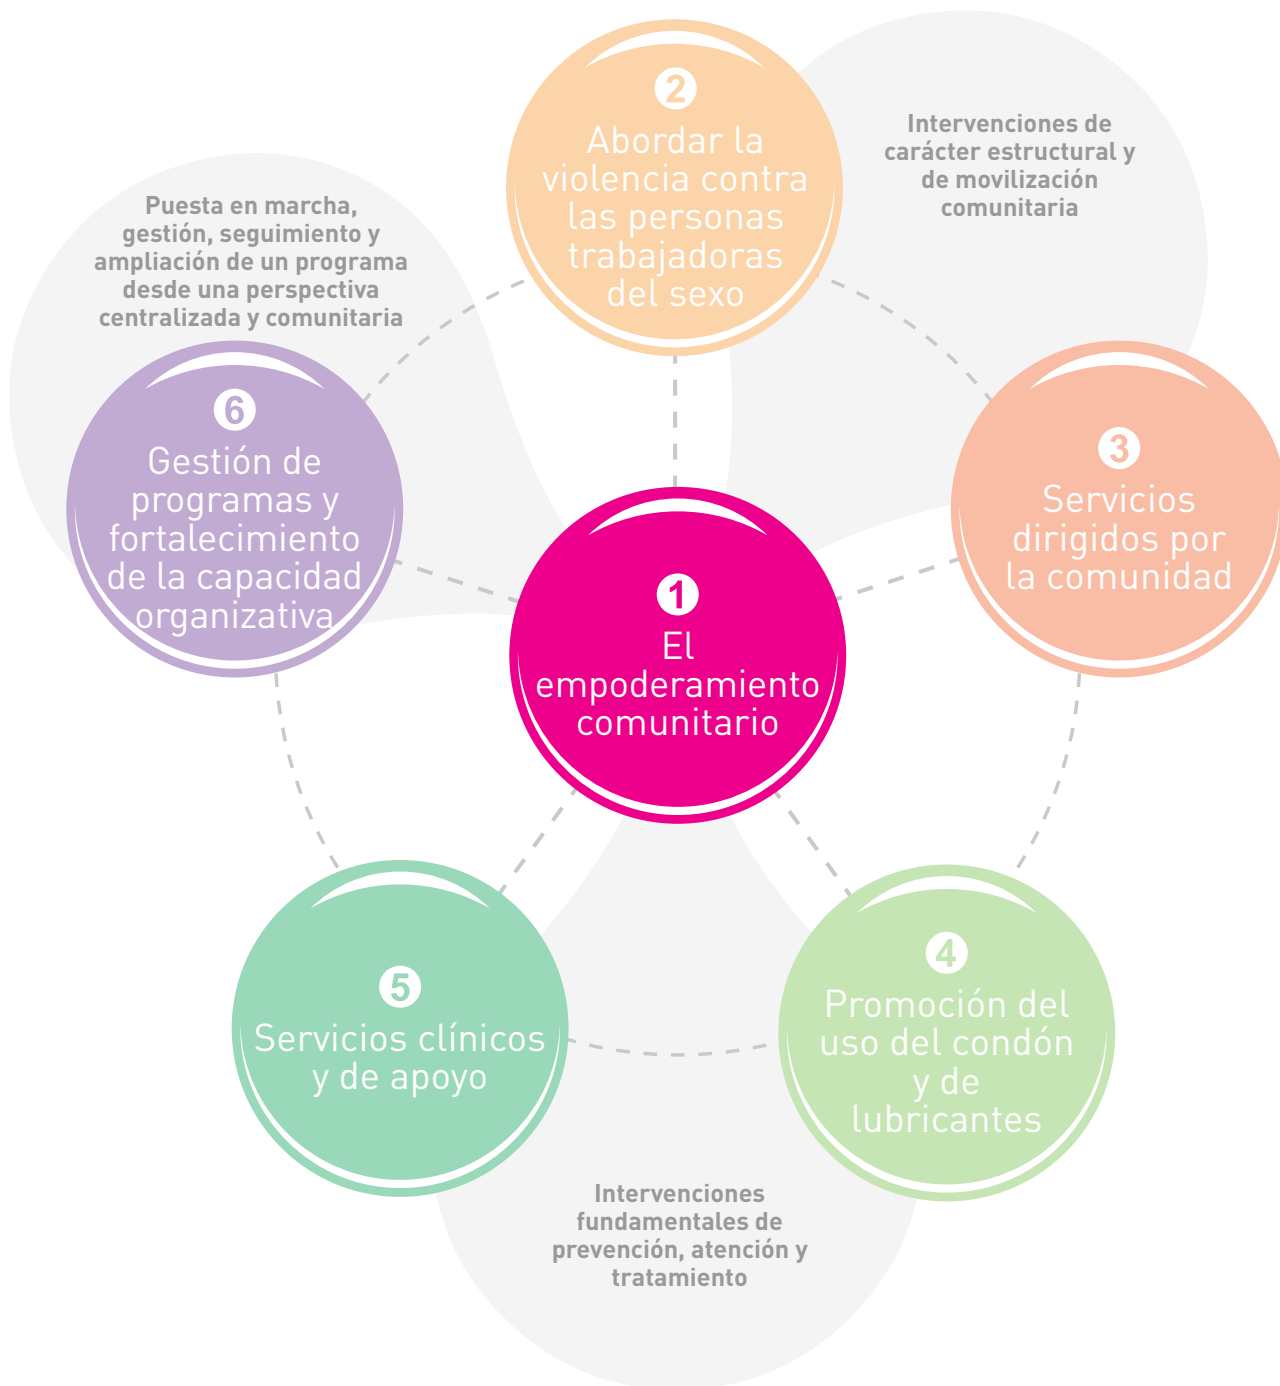 2
Abordar la
violencia contra
las personas
trabajadoras
del sexo
Intervenciones de
carácter estructural y
de movilización
comunitaria
Puesta en marcha,
gestión, seguimiento y
ampliación de un programa
desde una perspectiva
centralizada y comunitaria
6
Gestión de
programas y
fortalecimiento
de la capacidad
organizativa
3
Servicios
dirigidos por
la comunidad
1
El
empoderamiento
comunitario
5
Servicios clínicos
y de apoyo
4
Promoción del
uso del condón
y de
lubricantes
Intervenciones
fundamentales de
prevención, atención y
tratamiento